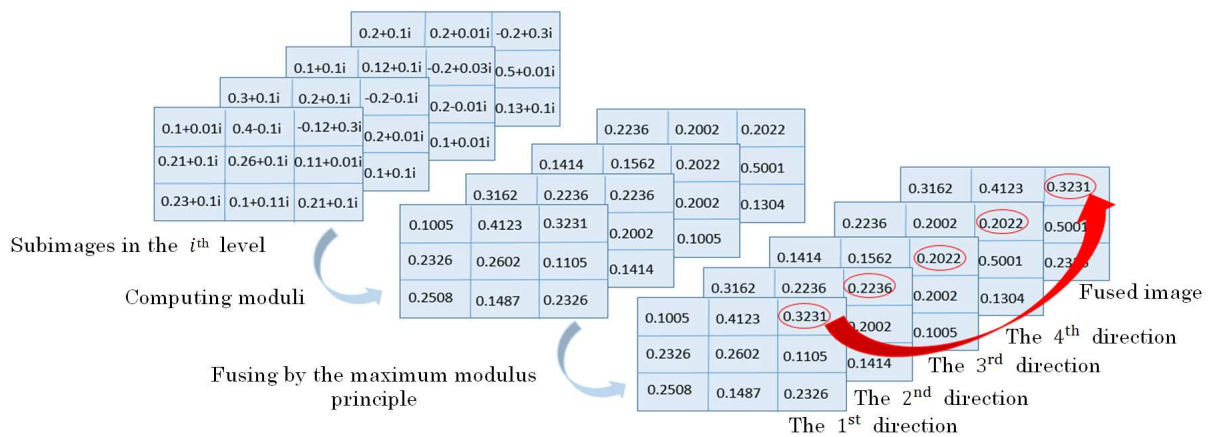 0.2+0.1i 0.2+0.01i -0.2+0.3i
0.1+0.1i 0.12+0.1i -0.2+0.03i 0.5+0.01i
0.3+0.1i 0.2+0.1i -0.2-0.1i 0.2-0.01i 0.13+0.1i
0.1+0.01i 0.4-0.1i -0.12+0.3i 0.2+0.01i 0.1+0.01i
0.21+0.1i 0.26+0.1i 0.11+0.01i 0.1+0.1i
0.23+0.1i 0.1+0.11i 0.21+0.1i
Subimages in the ith level
0.2236 0.2002 0.2022
0.1414 0.1562 0.2022 0.5001
0.3162 0.2236 0.2236 0.2002 0.1304
0.1005 0.4123 0.3231 0.2002 0.1005
0.2326 0.2602 0.1105 0.1414
0.2508 0.1487 0.2326
Computing moduli
0.3162 0.4123 0.3231
0.2236 0.2002 0.2022 0.5001
0.1414 0.1562 0.2022 0.5001
0.3162 0.2236 0.2236 0.2002 0.1304
0.1005 0.4123 0.3231 0.2002 0.1005
0.2326 0.2602 0.1105 0.1414
0.2508 0.1487 0.2326
Fusing by the maximum modulus
principle
Fused image
The 4th direction
The 3rd direction
The 2nd direction
The 1st direction